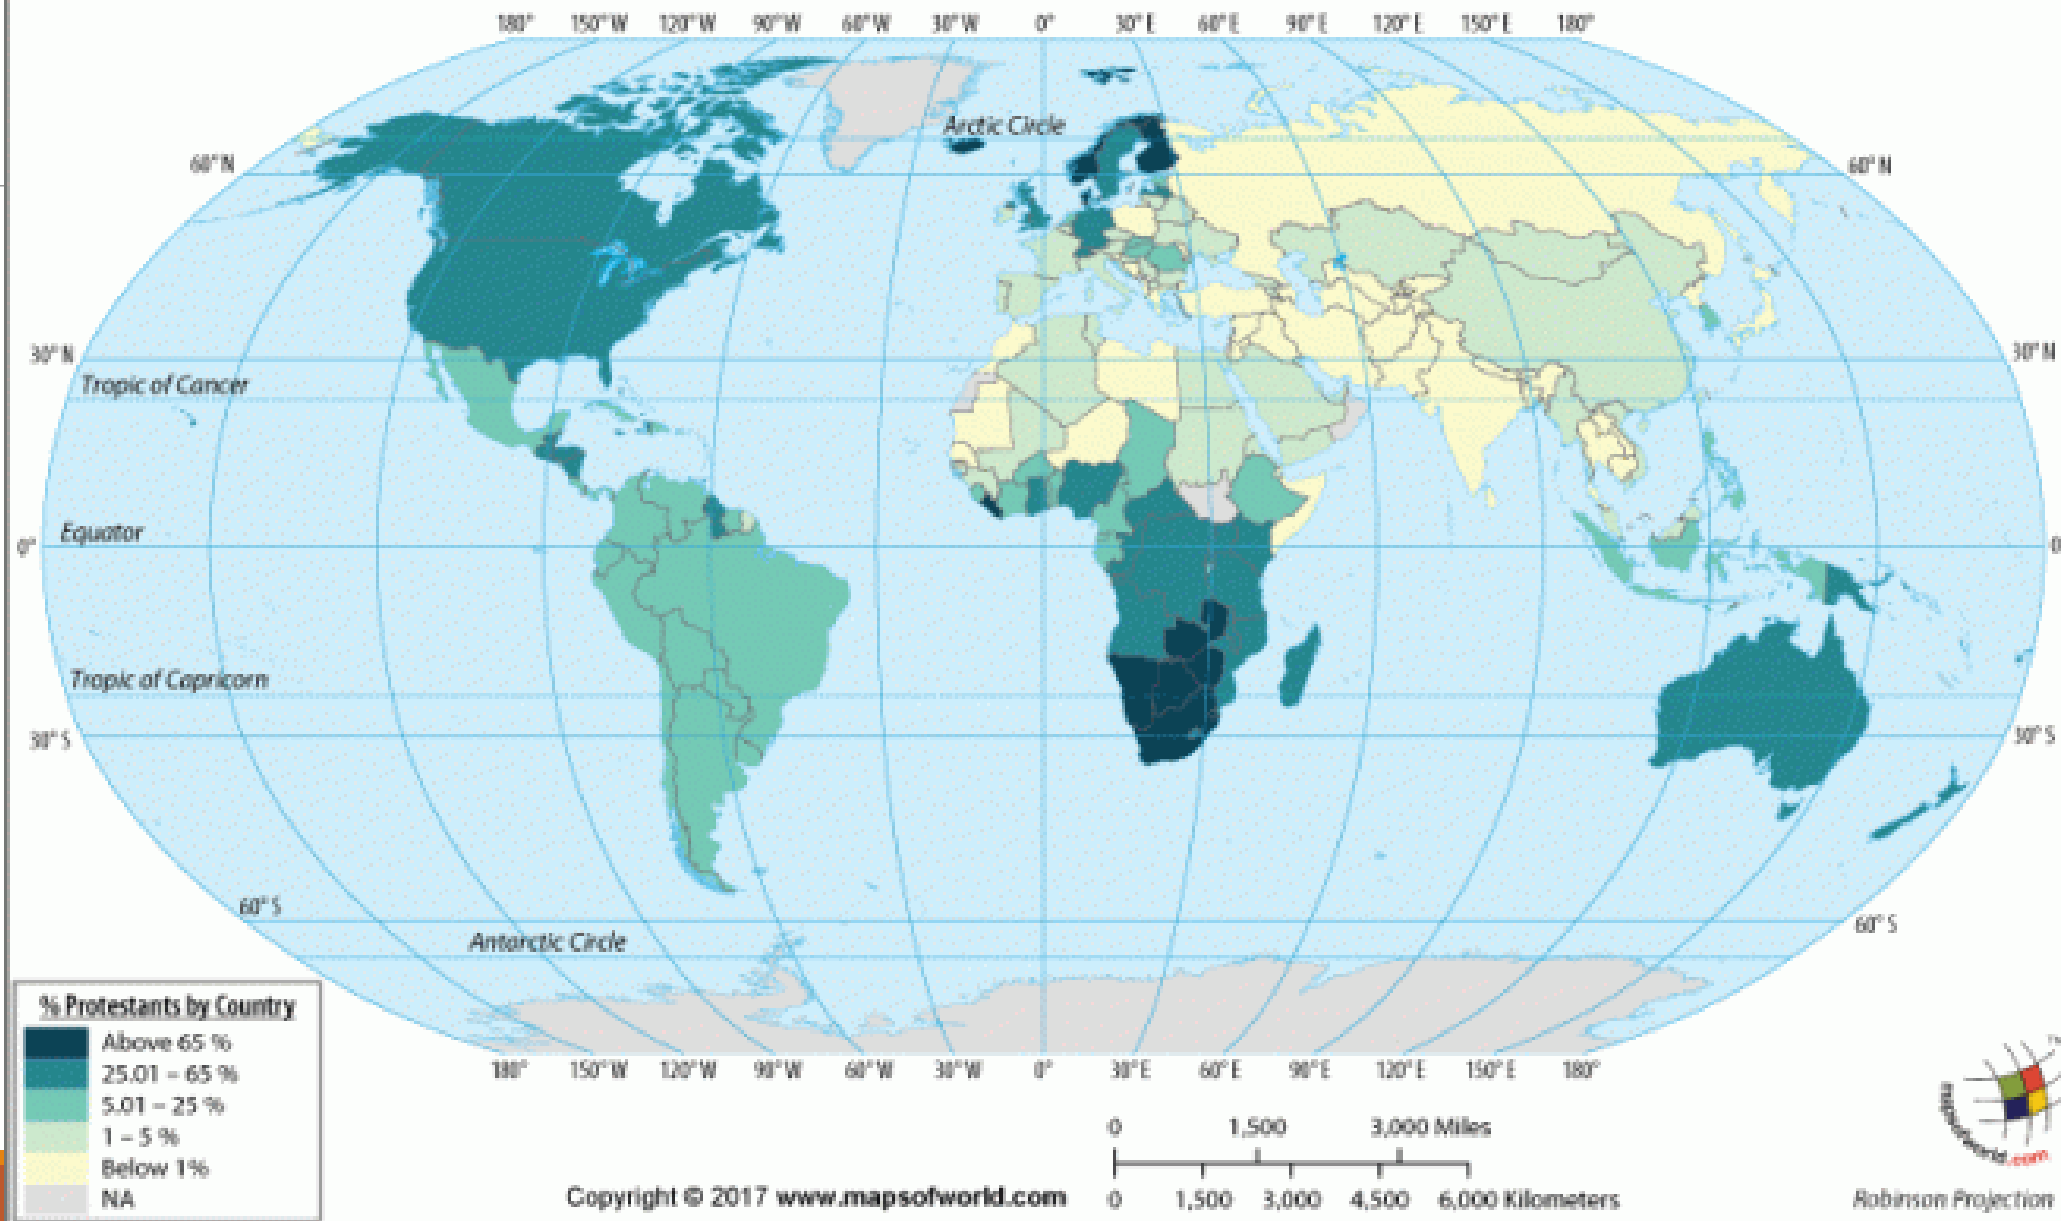 180° 150°W 120°W 90°W 60°W 30°W 0° 30°E 60°E 90°E 120°E 150°E 180°
Arctic Circle
60°N 60°N
30°N 30°N
Tropic of Cancer
Equator
0° 0
Tropic of Capricorn
30°S 30°S
60°S 60°S
Antarctic Circle
180° 150°W 120°W 90°W 60°W 30°W 0° 30°E 60°E 90°E 120°E 150°E 180°
% Protestants by Country
Above 65 %
25.01 – 65 %
5.01 – 25 %
1 – 5 %
Below 1%
NA
0 1,500 3,000 Miles
0 1,500 3,000 4,500 6,000 Kilometers
Copyright © 2017 www.mapsofworld.com
mapsofworld.com
TM
Robinson Projection